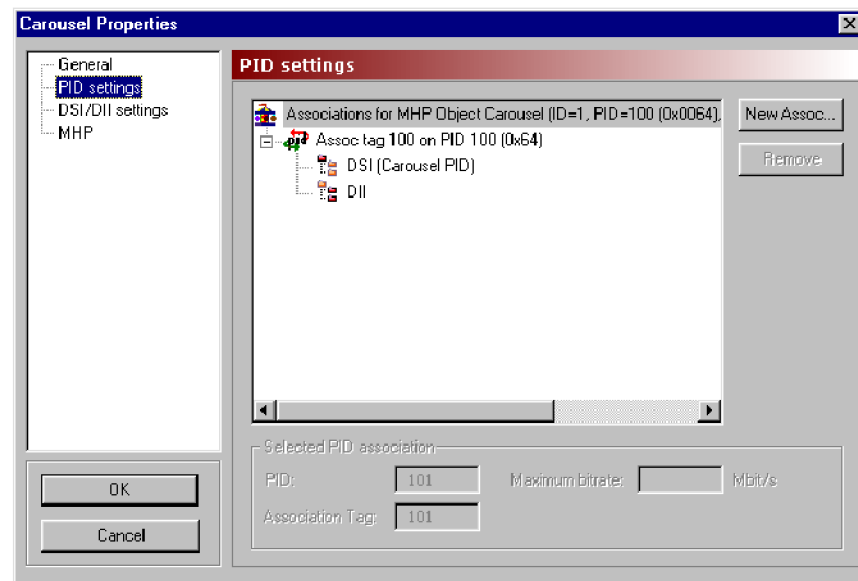 Carousel Properties
General
PID settings
DSI/DII settings
MHP
PID settings
Associations for MHP Object Carousel (ID=1, PID=100 (0x0064),
Assoc tag 100 on PID 100 (0x64)
DSI (Carousel PID)
DII
New Assoc...
Remove
Selected PID association
PID: 101 Maximum bitrate: Mbit/s
Association Tag: 101
OK
Cancel